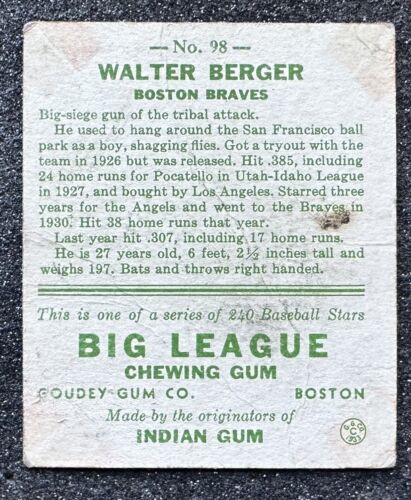 — No. 98 —
WALTER BERGER
BOSTON BRAVES
Big-siege gun of the tribal attack.
He used to hang around the San Francisco ball
park as a boy, shagging flies. Got a tryout with the
team in 1926 but was released. Hit .385, including
24 home runs for Pocatello in Utah-Idaho League
in 1927, and bought by Los Angeles. Starred three
years for the Angels and went to the Braves in
1930. Hit 38 home runs that year.
Last year hit .307, including 17 home runs.
He is 27 years old, 6 feet, 2½ inches tall and
weighs 197. Bats and throws right handed.
This is one of a series of 240 Baseball Stars
BIG LEAGUE
CHEWING GUM
GOUDEY GUM CO. BOSTON
Made by the originators of
INDIAN GUM
G. G. CO.
C
1933